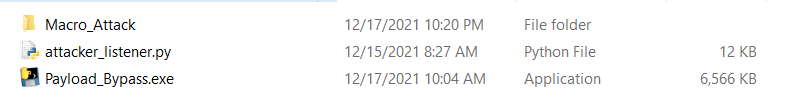 Macro_Attack 12/17/2021 10:20 PM File folder
attacker_listener.py 12/15/2021 8:27 AM Python File 12 KB
Payload_Bypass.exe 12/17/2021 10:04 AM Application 6,566 KB